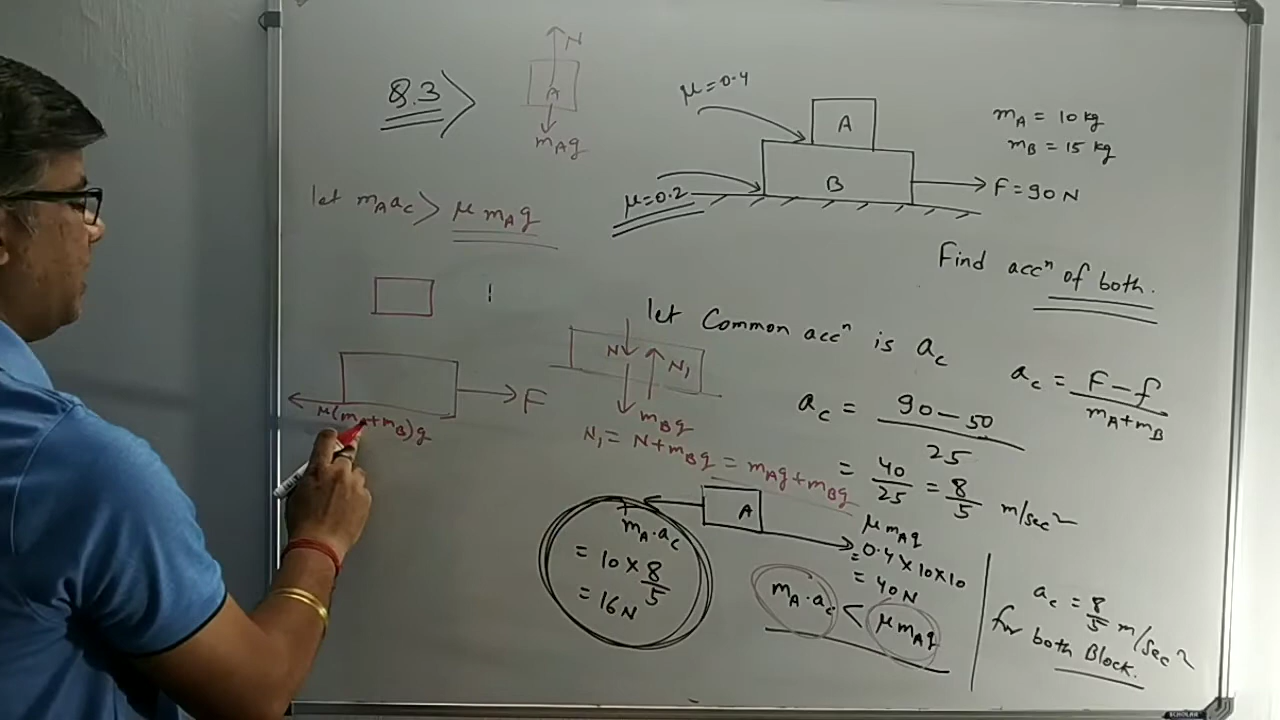 8.3
N
A
mAg
let mAac > μ mAg
F
μ(mA+mB)g
μ=0.4
A
B
μ=0.2
F=90N
mA = 10 kg
mB = 15 kg
Find accⁿ of both.
let Common accⁿ is ac
N
N₁
mBg
N₁ = N+mBg = mAg+mBg
ac = F-f / mA+mB
ac = 90-50 / 25
= 40/25 = 8/5 m/sec²
A
mA.ac
= 10 × 8/5
= 16N
μmAg
= 0.4×10×10
= 40N
mA.ac < μmAg
ac = 8/5 m/sec²
for both Block.